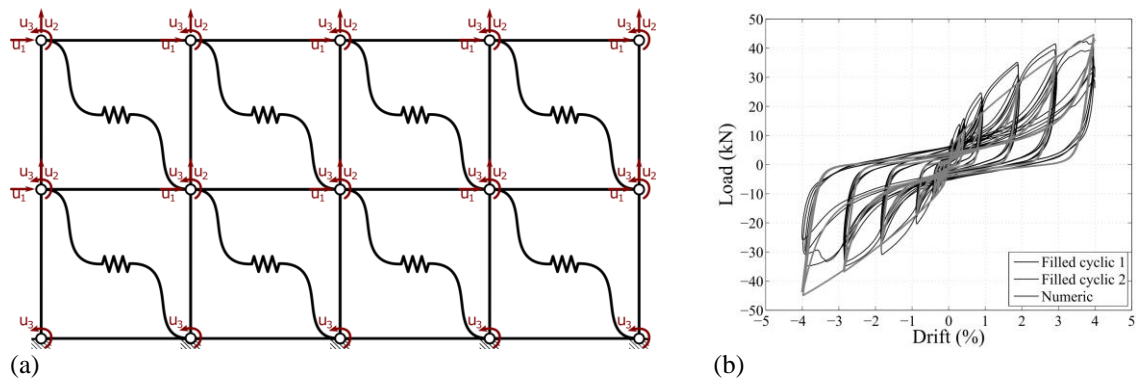 u3 u2 u3 u2 u3 u2 u3 u2 u3 u2
u1 u1 u1 u1 u1
u3 u2 u3 u2 u3 u2 u3 u2 u3 u2
u1 u1 u1 u1 u1
u3 u3 u3 u3 u3
(a)
50
40
30
20
10
0
−10
−20
−30
−40
−50
Load (kN)
−5 −4 −3 −2 −1 0 1 2 3 4 5
Drift (%)
Filled cyclic 1
Filled cyclic 2
Numeric
(b)